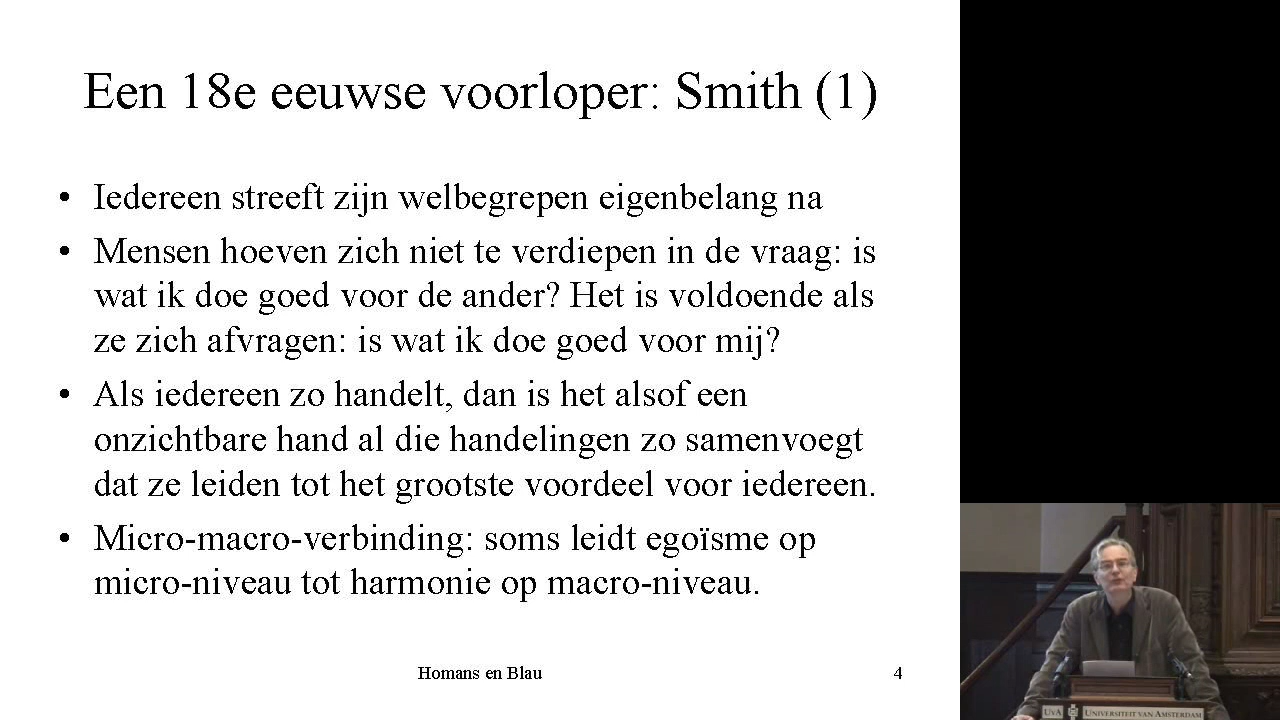 Een 18e eeuwse voorloper: Smith (1)
• Iedereen streeft zijn welbegrepen eigenbelang na
• Mensen hoeven zich niet te verdiepen in de vraag: is
wat ik doe goed voor de ander? Het is voldoende als
ze zich afvragen: is wat ik doe goed voor mij?
• Als iedereen zo handelt, dan is het alsof een
onzichtbare hand al die handelingen zo samenvoegt
dat ze leiden tot het grootste voordeel voor iedereen.
• Micro-macro-verbinding: soms leidt egoïsme op
micro-niveau tot harmonie op macro-niveau.
Homans en Blau 4
UvA UNIVERSITEIT VAN AMSTERDAM